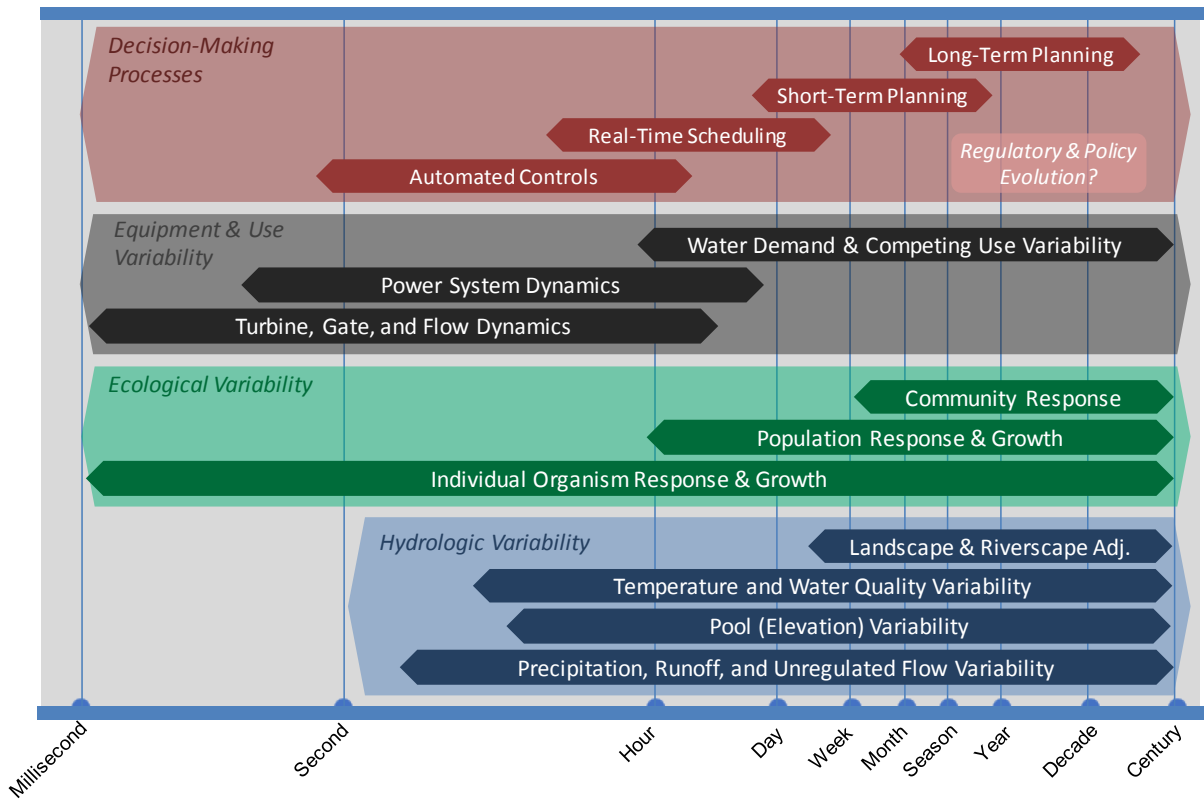 Decision-Making
Processes
Long-Term Planning
Short-Term Planning
Real-Time Scheduling
Regulatory & Policy
Evolution?
Automated Controls
Equipment & Use
Variability
Water Demand & Competing Use Variability
Power System Dynamics
Turbine, Gate, and Flow Dynamics
Ecological Variability
Community Response
Population Response & Growth
Individual Organism Response & Growth
Hydrologic Variability
Landscape & Riverscape Adj.
Temperature and Water Quality Variability
Pool (Elevation) Variability
Precipitation, Runoff, and Unregulated Flow Variability
Millisecond
Second
Hour
Day
Week
Month
Season
Year
Decade
Century